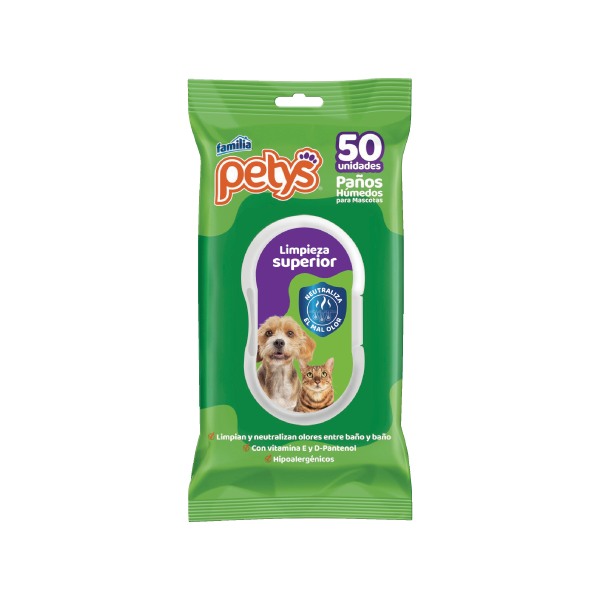 familia
petys
50
unidades
Paños
Húmedos
para Mascotas
Limpieza
superior
NEUTRALIZA
EL MAL OLOR
Limpian y neutralizan olores entre baño y baño
Con vitamina E y D-Pantenol
Hipoalergénicos